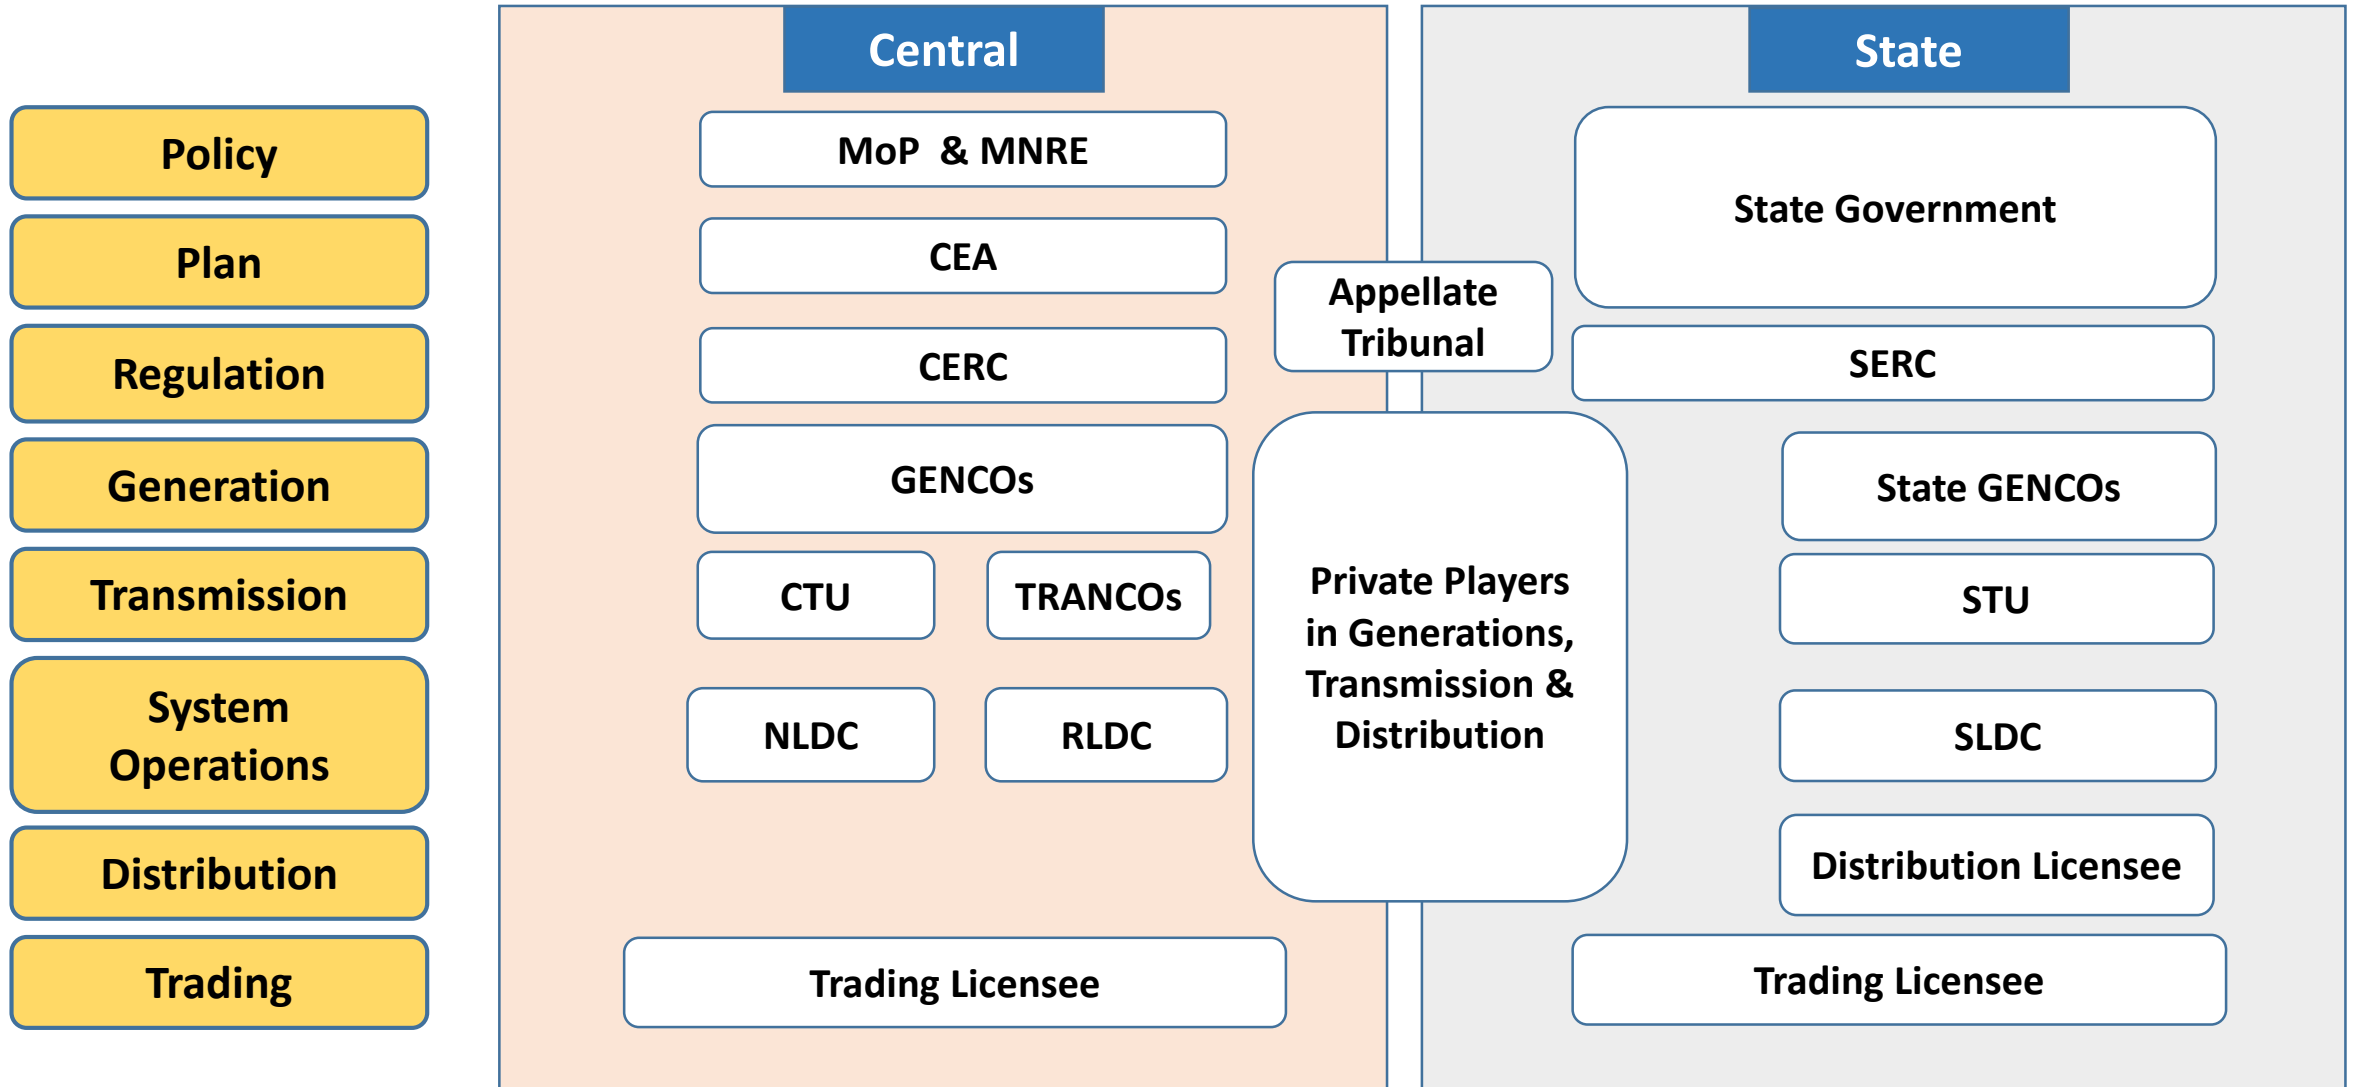 Central
State
Policy
MoP & MNRE
State Government
Plan
CEA
Appellate
Tribunal
Regulation
CERC
SERC
Generation
GENCOs
State GENCOs
Transmission
CTU
TRANCOs
Private Players
in Generations,
Transmission &
Distribution
STU
System
Operations
NLDC
RLDC
SLDC
Distribution
Distribution Licensee
Trading
Trading Licensee
Trading Licensee